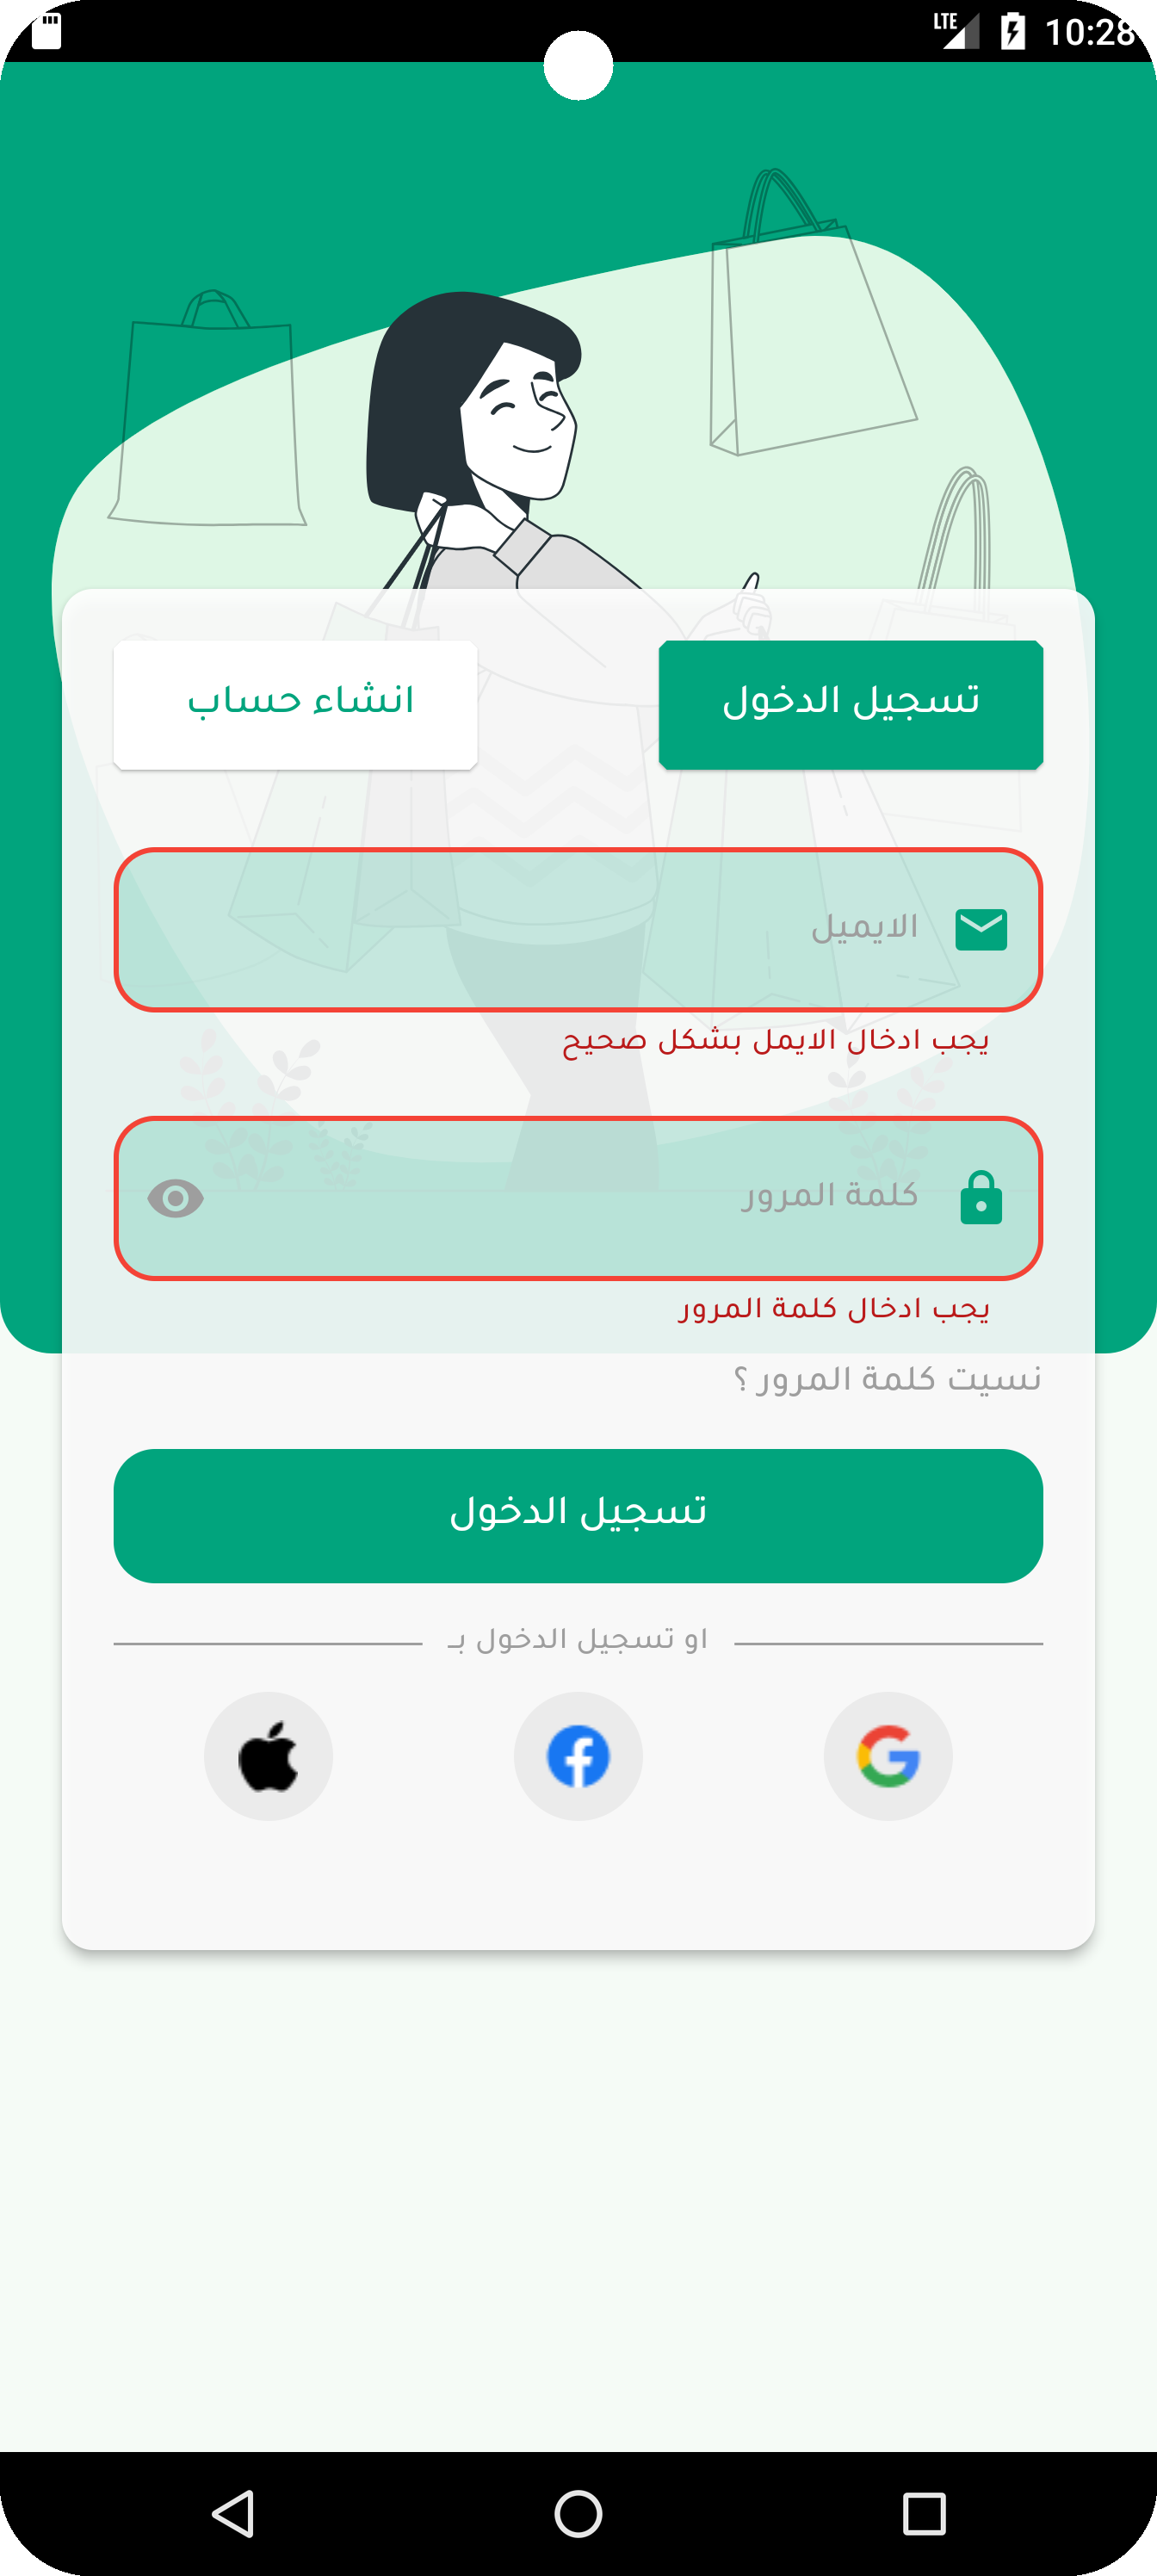 LTE 10:28
تسجيل الدخول
انشاء حساب
الايميل
يجب ادخال الايمل بشكل صحيح
كلمة المرور
يجب ادخال كلمة المرور
نسيت كلمة المرور ؟
تسجيل الدخول
او تسجيل الدخول بـ